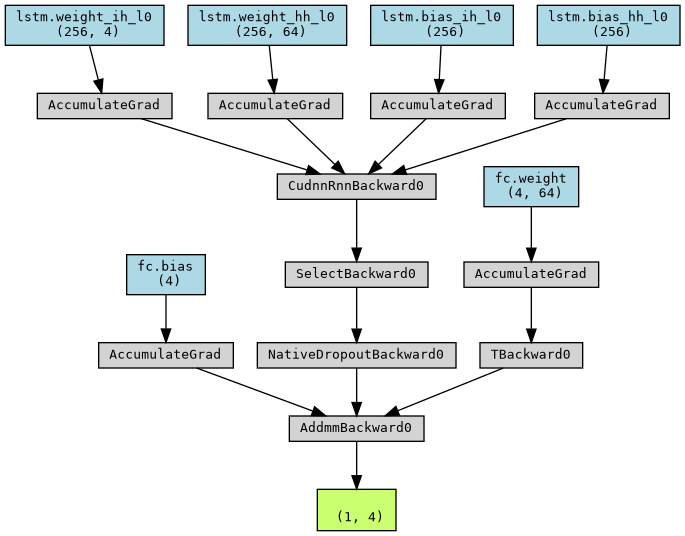 lstm.weight_ih_l0
(256, 4)
lstm.weight_hh_l0
(256, 64)
lstm.bias_ih_l0
(256)
lstm.bias_hh_l0
(256)
AccumulateGrad
AccumulateGrad
AccumulateGrad
AccumulateGrad
CudnnRnnBackward0
fc.weight
(4, 64)
fc.bias
(4)
SelectBackward0
AccumulateGrad
AccumulateGrad
NativeDropoutBackward0
TBackward0
AddmmBackward0
(1, 4)